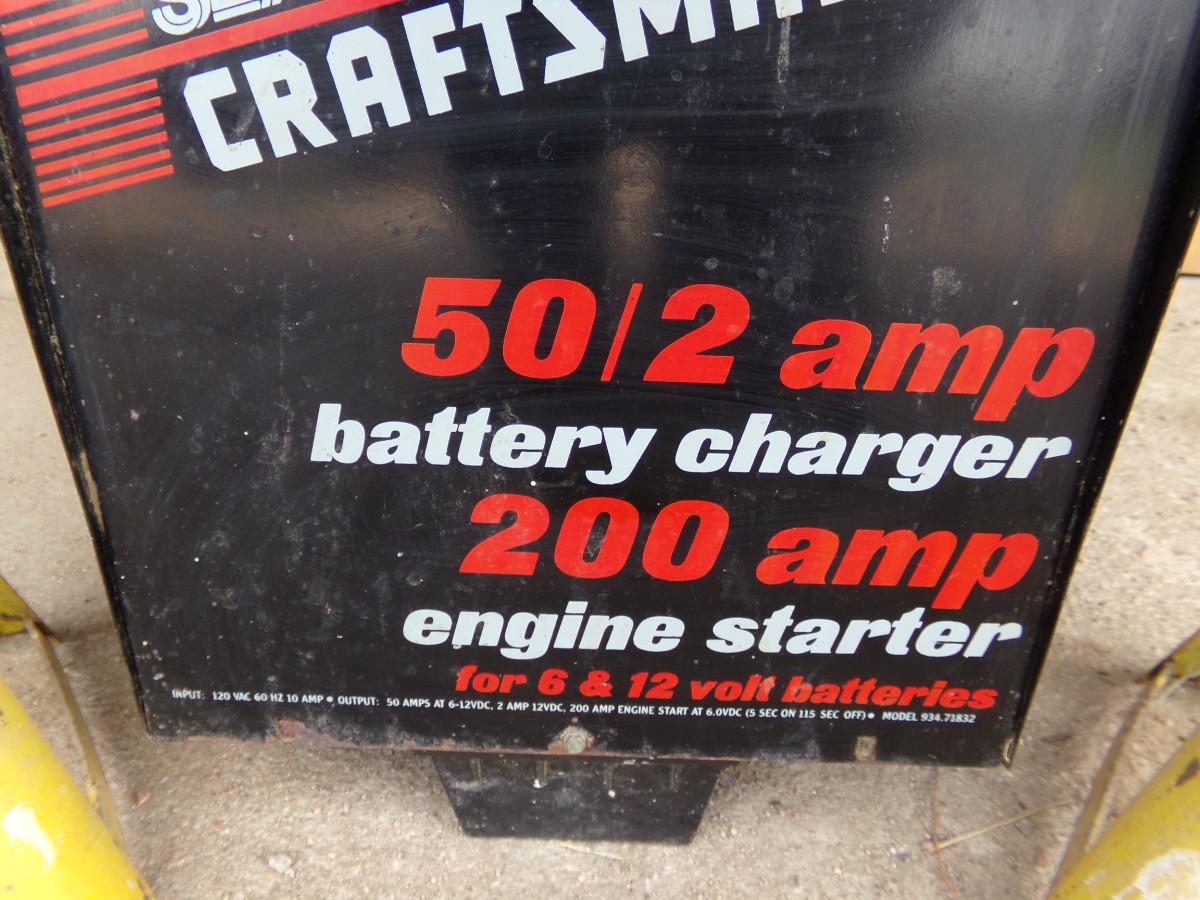 CRAFTSMA
50/2 amp
battery charger
200 amp
engine starter
for 6 & 12 volt batteries
INPUT: 120 VAC 60 HZ 10 AMP • OUTPUT: 50 AMPS AT 6-12VDC, 2 AMP 12VDC, 200 AMP ENGINE START AT 6.0VDC (5 SEC ON 115 SEC OFF) • MODEL 934.71832